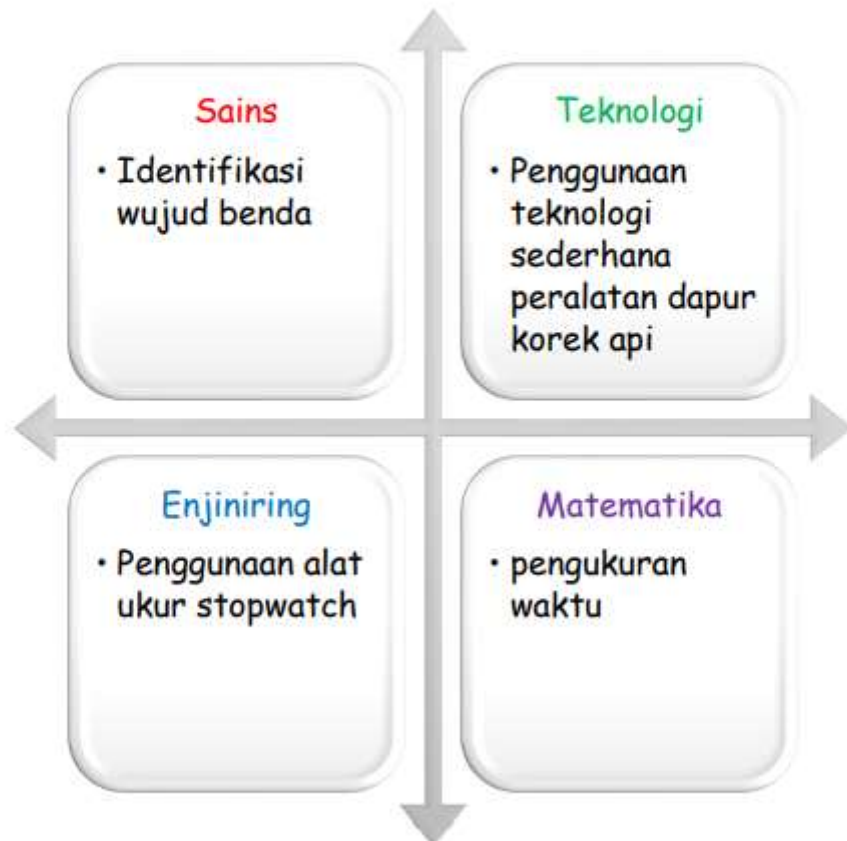 Sains
• Identifikasi
wujud benda
Teknologi
• Penggunaan
teknologi
sederhana
peralatan dapur
korek api
Enjiniring
• Penggunaan alat
ukur stopwatch
Matematika
• pengukuran
waktu